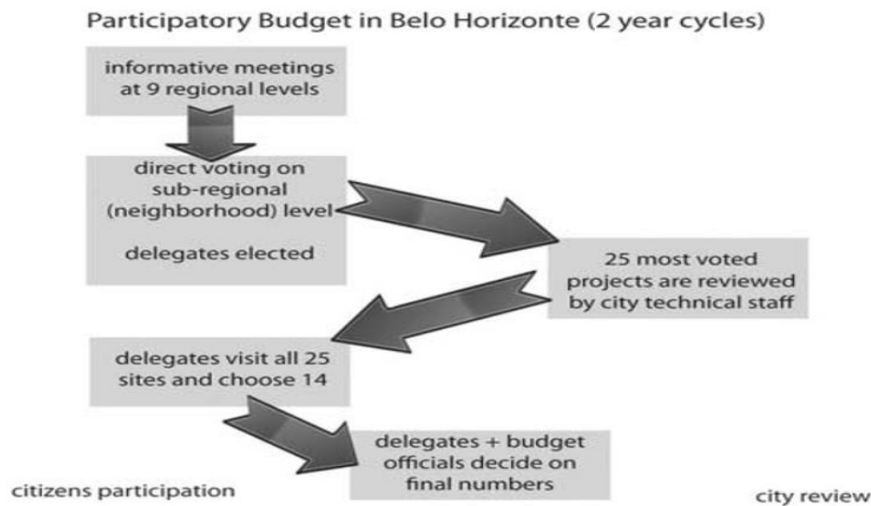 Participatory Budget in Belo Horizonte (2 year cycles)
informative meetings
at 9 regional levels
direct voting on
sub-regional
(neighborhood) level
delegates elected
25 most voted
projects are reviewed
by city technical staff
delegates visit all 25
sites and choose 14
delegates + budget
officials decide on
final numbers
citizens participation
city review